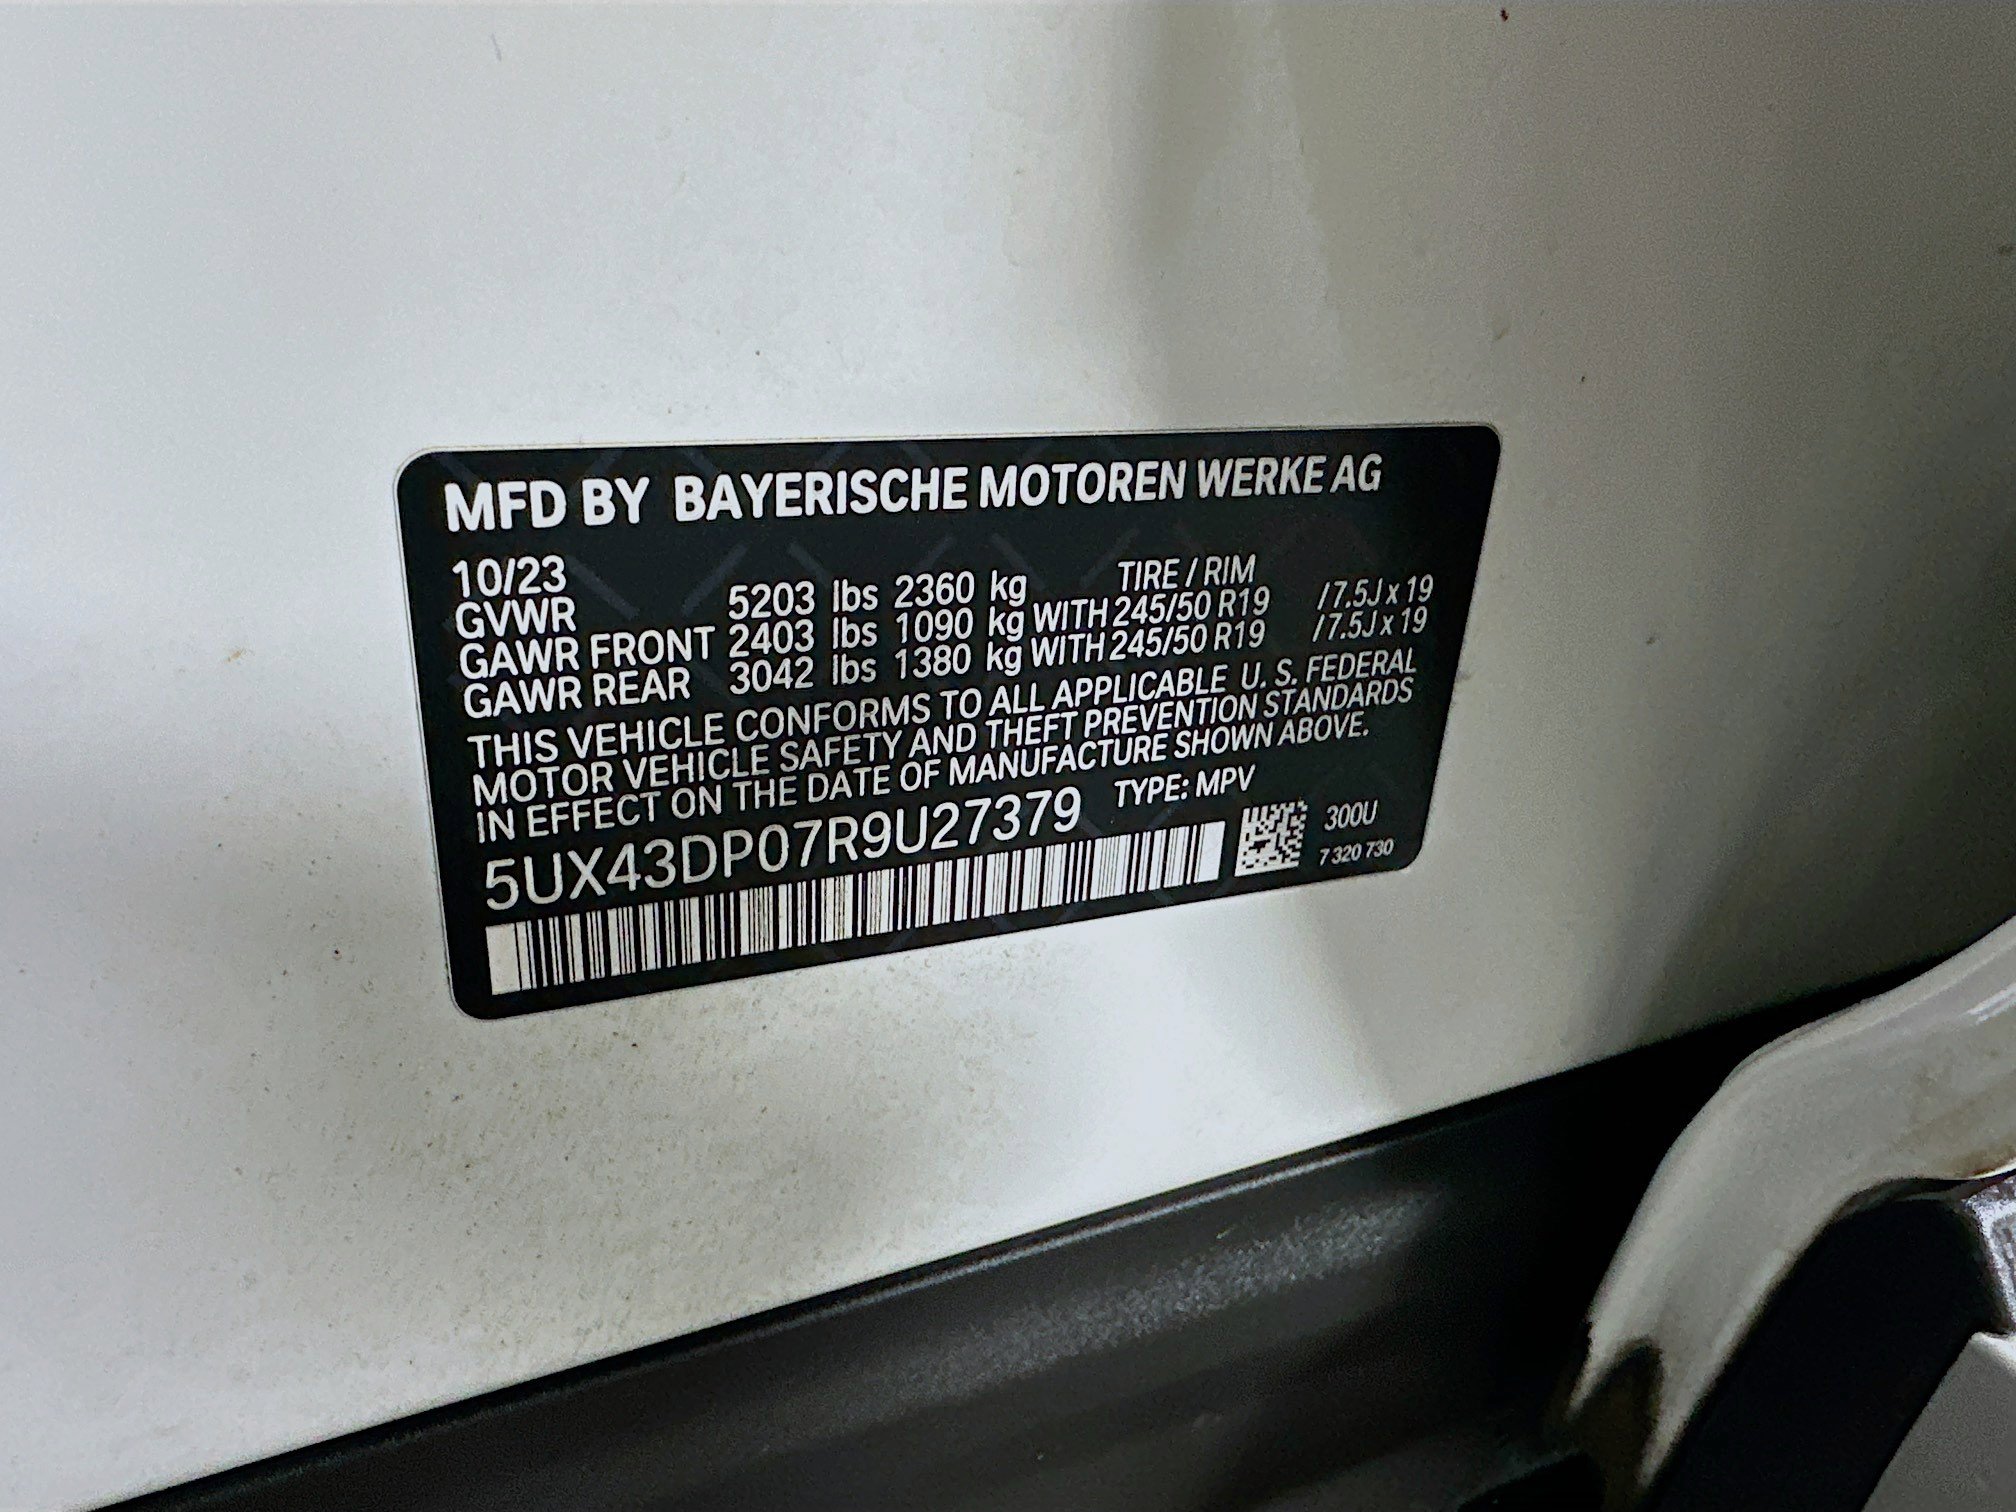 MFD BY BAYERISCHE MOTOREN WERKE AG
10/23 TIRE / RIM
GVWR 5203 lbs 2360 kg
GAWR FRONT 2403 lbs 1090 kg WITH 245/50 R19 /7.5J x 19
GAWR REAR 3042 lbs 1380 kg WITH 245/50 R19 /7.5J x 19
THIS VEHICLE CONFORMS TO ALL APPLICABLE U. S. FEDERAL
MOTOR VEHICLE SAFETY AND THEFT PREVENTION STANDARDS
IN EFFECT ON THE DATE OF MANUFACTURE SHOWN ABOVE.
5UX43DP07R9U27379 TYPE: MPV
300U
7 320 730